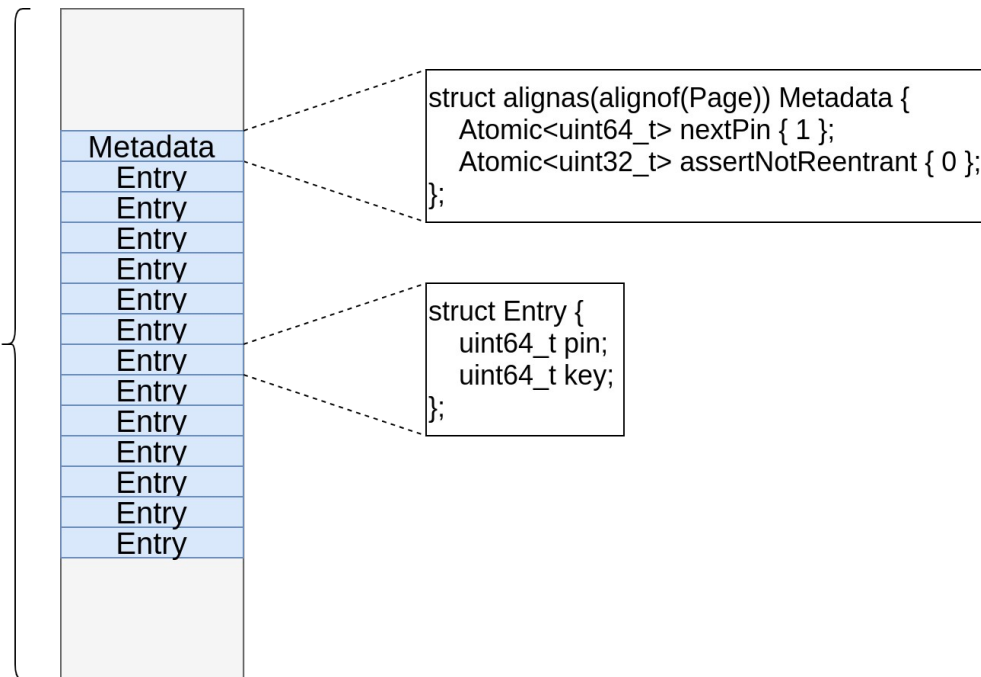 Metadata
Entry
Entry
Entry
Entry
Entry
Entry
Entry
Entry
Entry
Entry
Entry
Entry
Entry
struct alignas(alignof(Page)) Metadata {
    Atomic<uint64_t> nextPin { 1 };
    Atomic<uint32_t> assertNotReentrant { 0 };
};
struct Entry {
    uint64_t pin;
    uint64_t key;
};